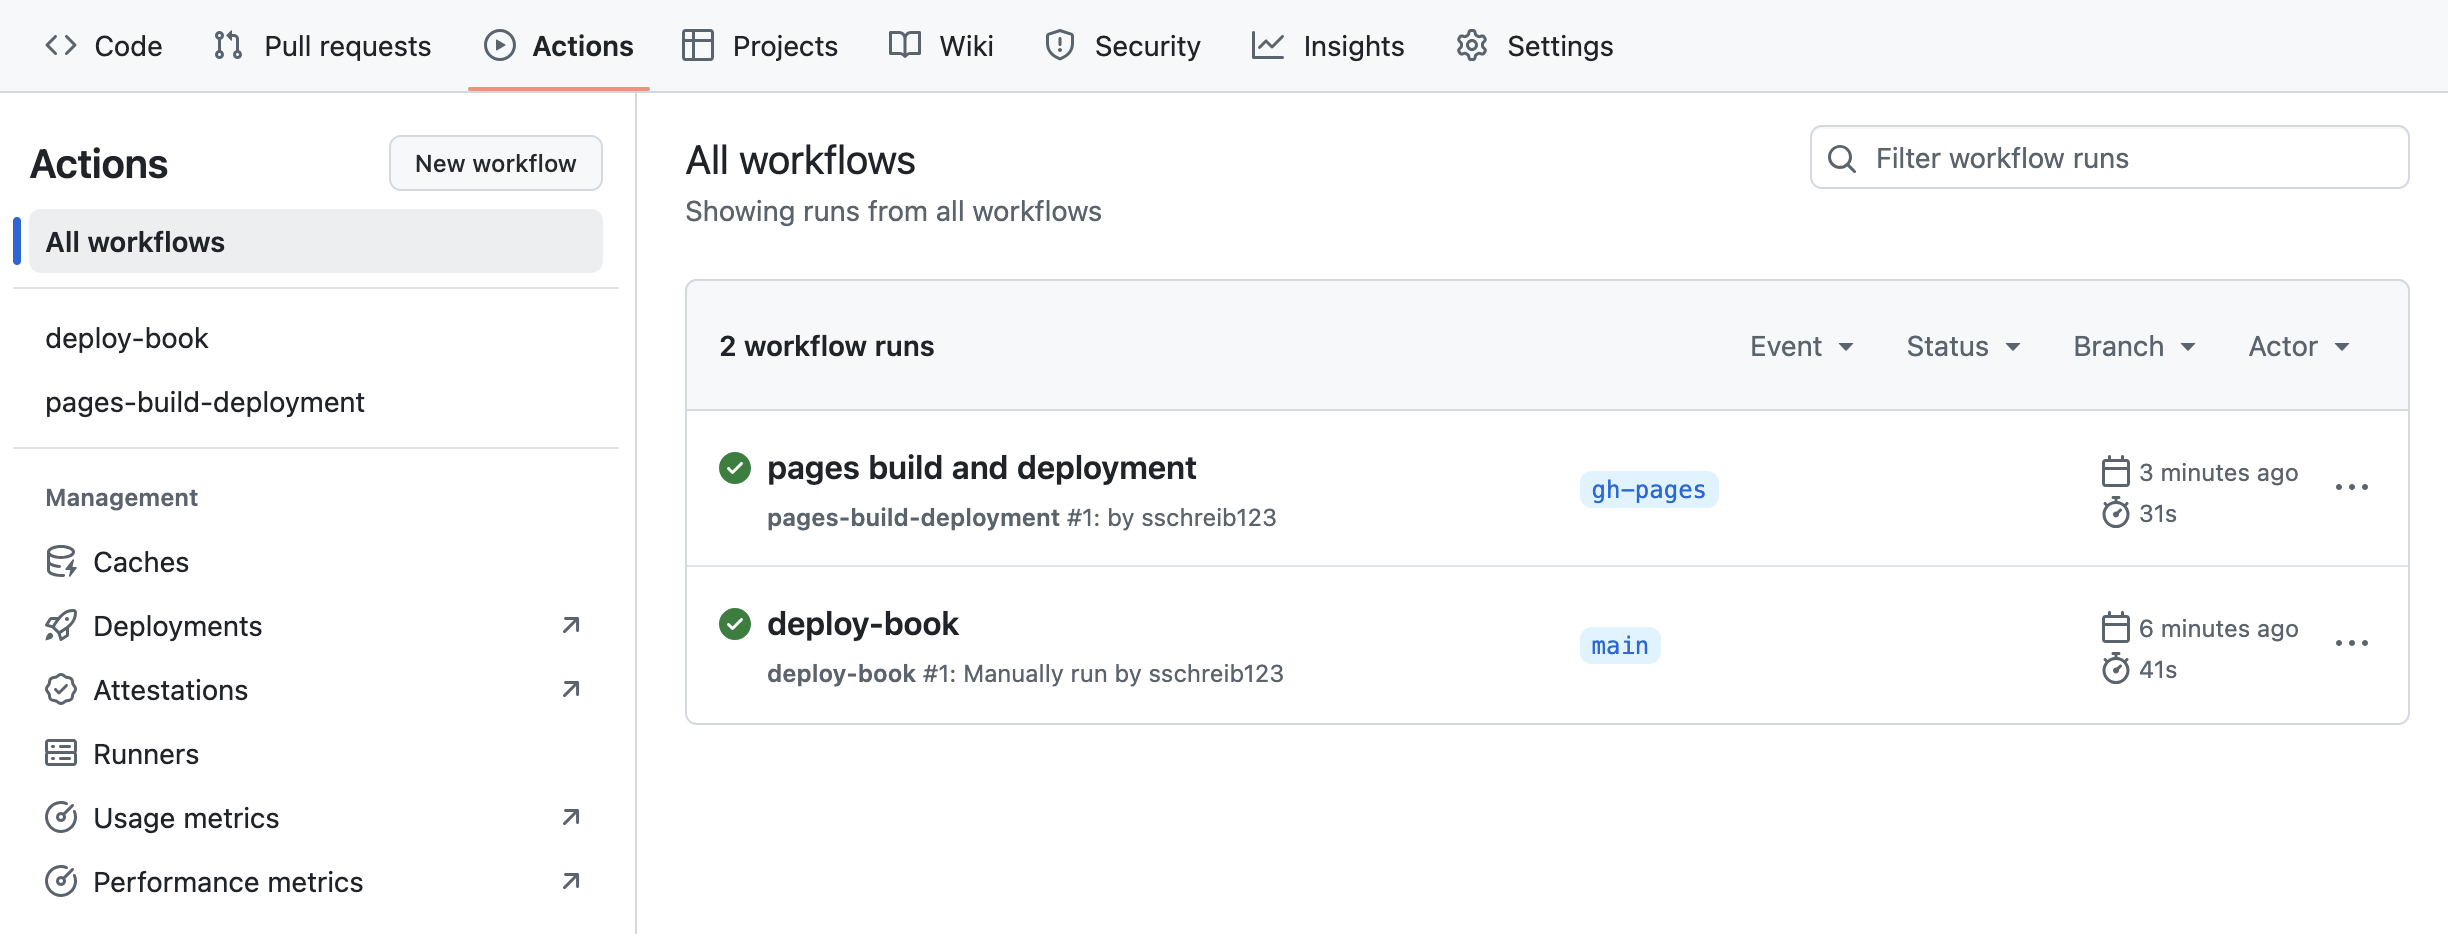 Code Pull requests Actions Projects Wiki Security Insights Settings
Actions
New workflow
All workflows
deploy-book
pages-build-deployment
Management
Caches
Deployments
Attestations
Runners
Usage metrics
Performance metrics
All workflows
Showing runs from all workflows
Filter workflow runs
2 workflow runs
Event Status Branch Actor
pages build and deployment
pages-build-deployment #1: by sschreib123
gh-pages
3 minutes ago
31s
deploy-book
deploy-book #1: Manually run by sschreib123
main
6 minutes ago
41s